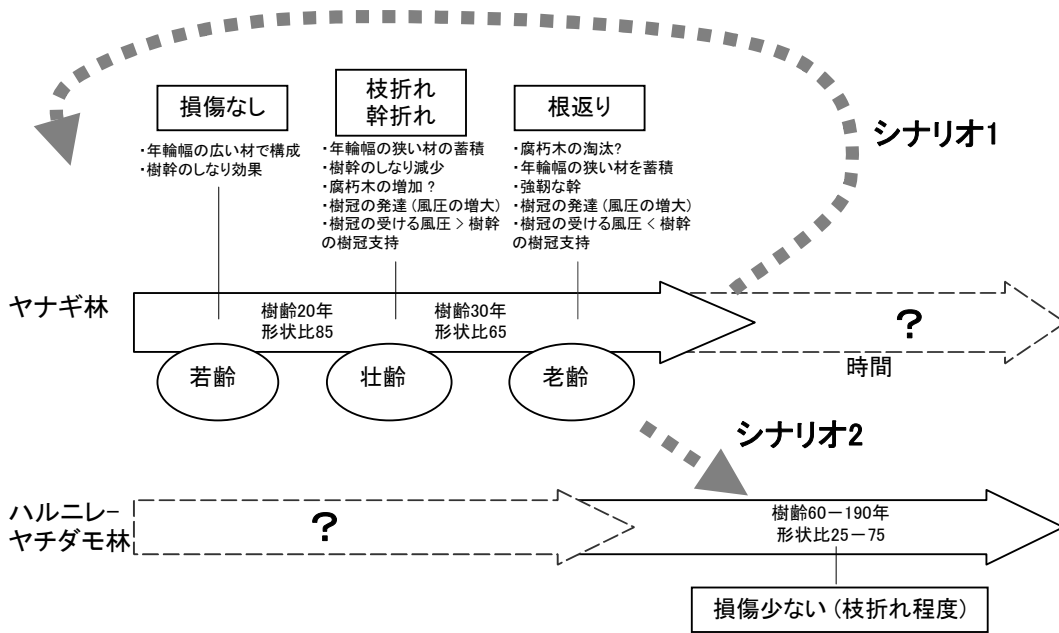 損傷なし
・年輪幅の広い材で構成
・樹幹のしなり効果
枝折れ
幹折れ
・年輪幅の狭い材の蓄積
・樹幹のしなり減少
・腐朽木の増加？
・樹冠の発達（風圧の増大）
・樹冠の受ける風圧 > 樹幹
の樹冠支持
根返り
・腐朽木の淘汰？
・年輪幅の狭い材を蓄積
・強靭な幹
・樹冠の発達（風圧の増大）
・樹冠の受ける風圧 < 樹幹
の樹冠支持
シナリオ1
ヤナギ林
樹齢20年
形状比85
樹齢30年
形状比65
？
若齢
壮齢
老齢
時間
シナリオ2
ハルニレ−
ヤチダモ林
？
樹齢60−190年
形状比25−75
損傷少ない（枝折れ程度）